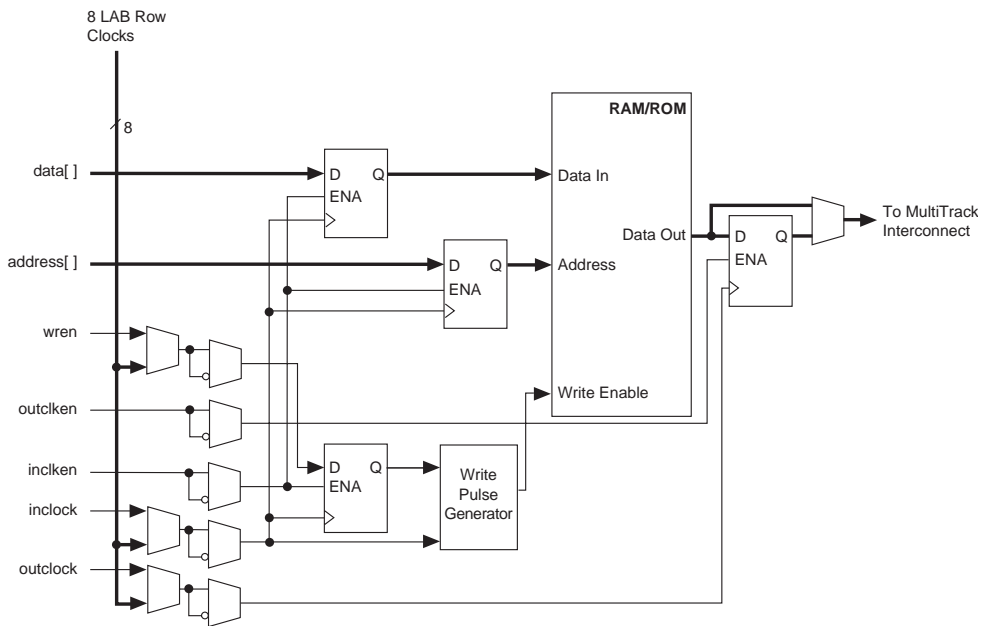 8 LAB Row
Clocks
8
RAM/ROM
data[ ]
D Q
ENA
Data In
To MultiTrack
Interconnect
Data Out
D Q
ENA
address[ ]
D Q
ENA
Address
wren
Write Enable
outclken
inclken
D Q
ENA
Write
Pulse
Generator
inclock
outclock